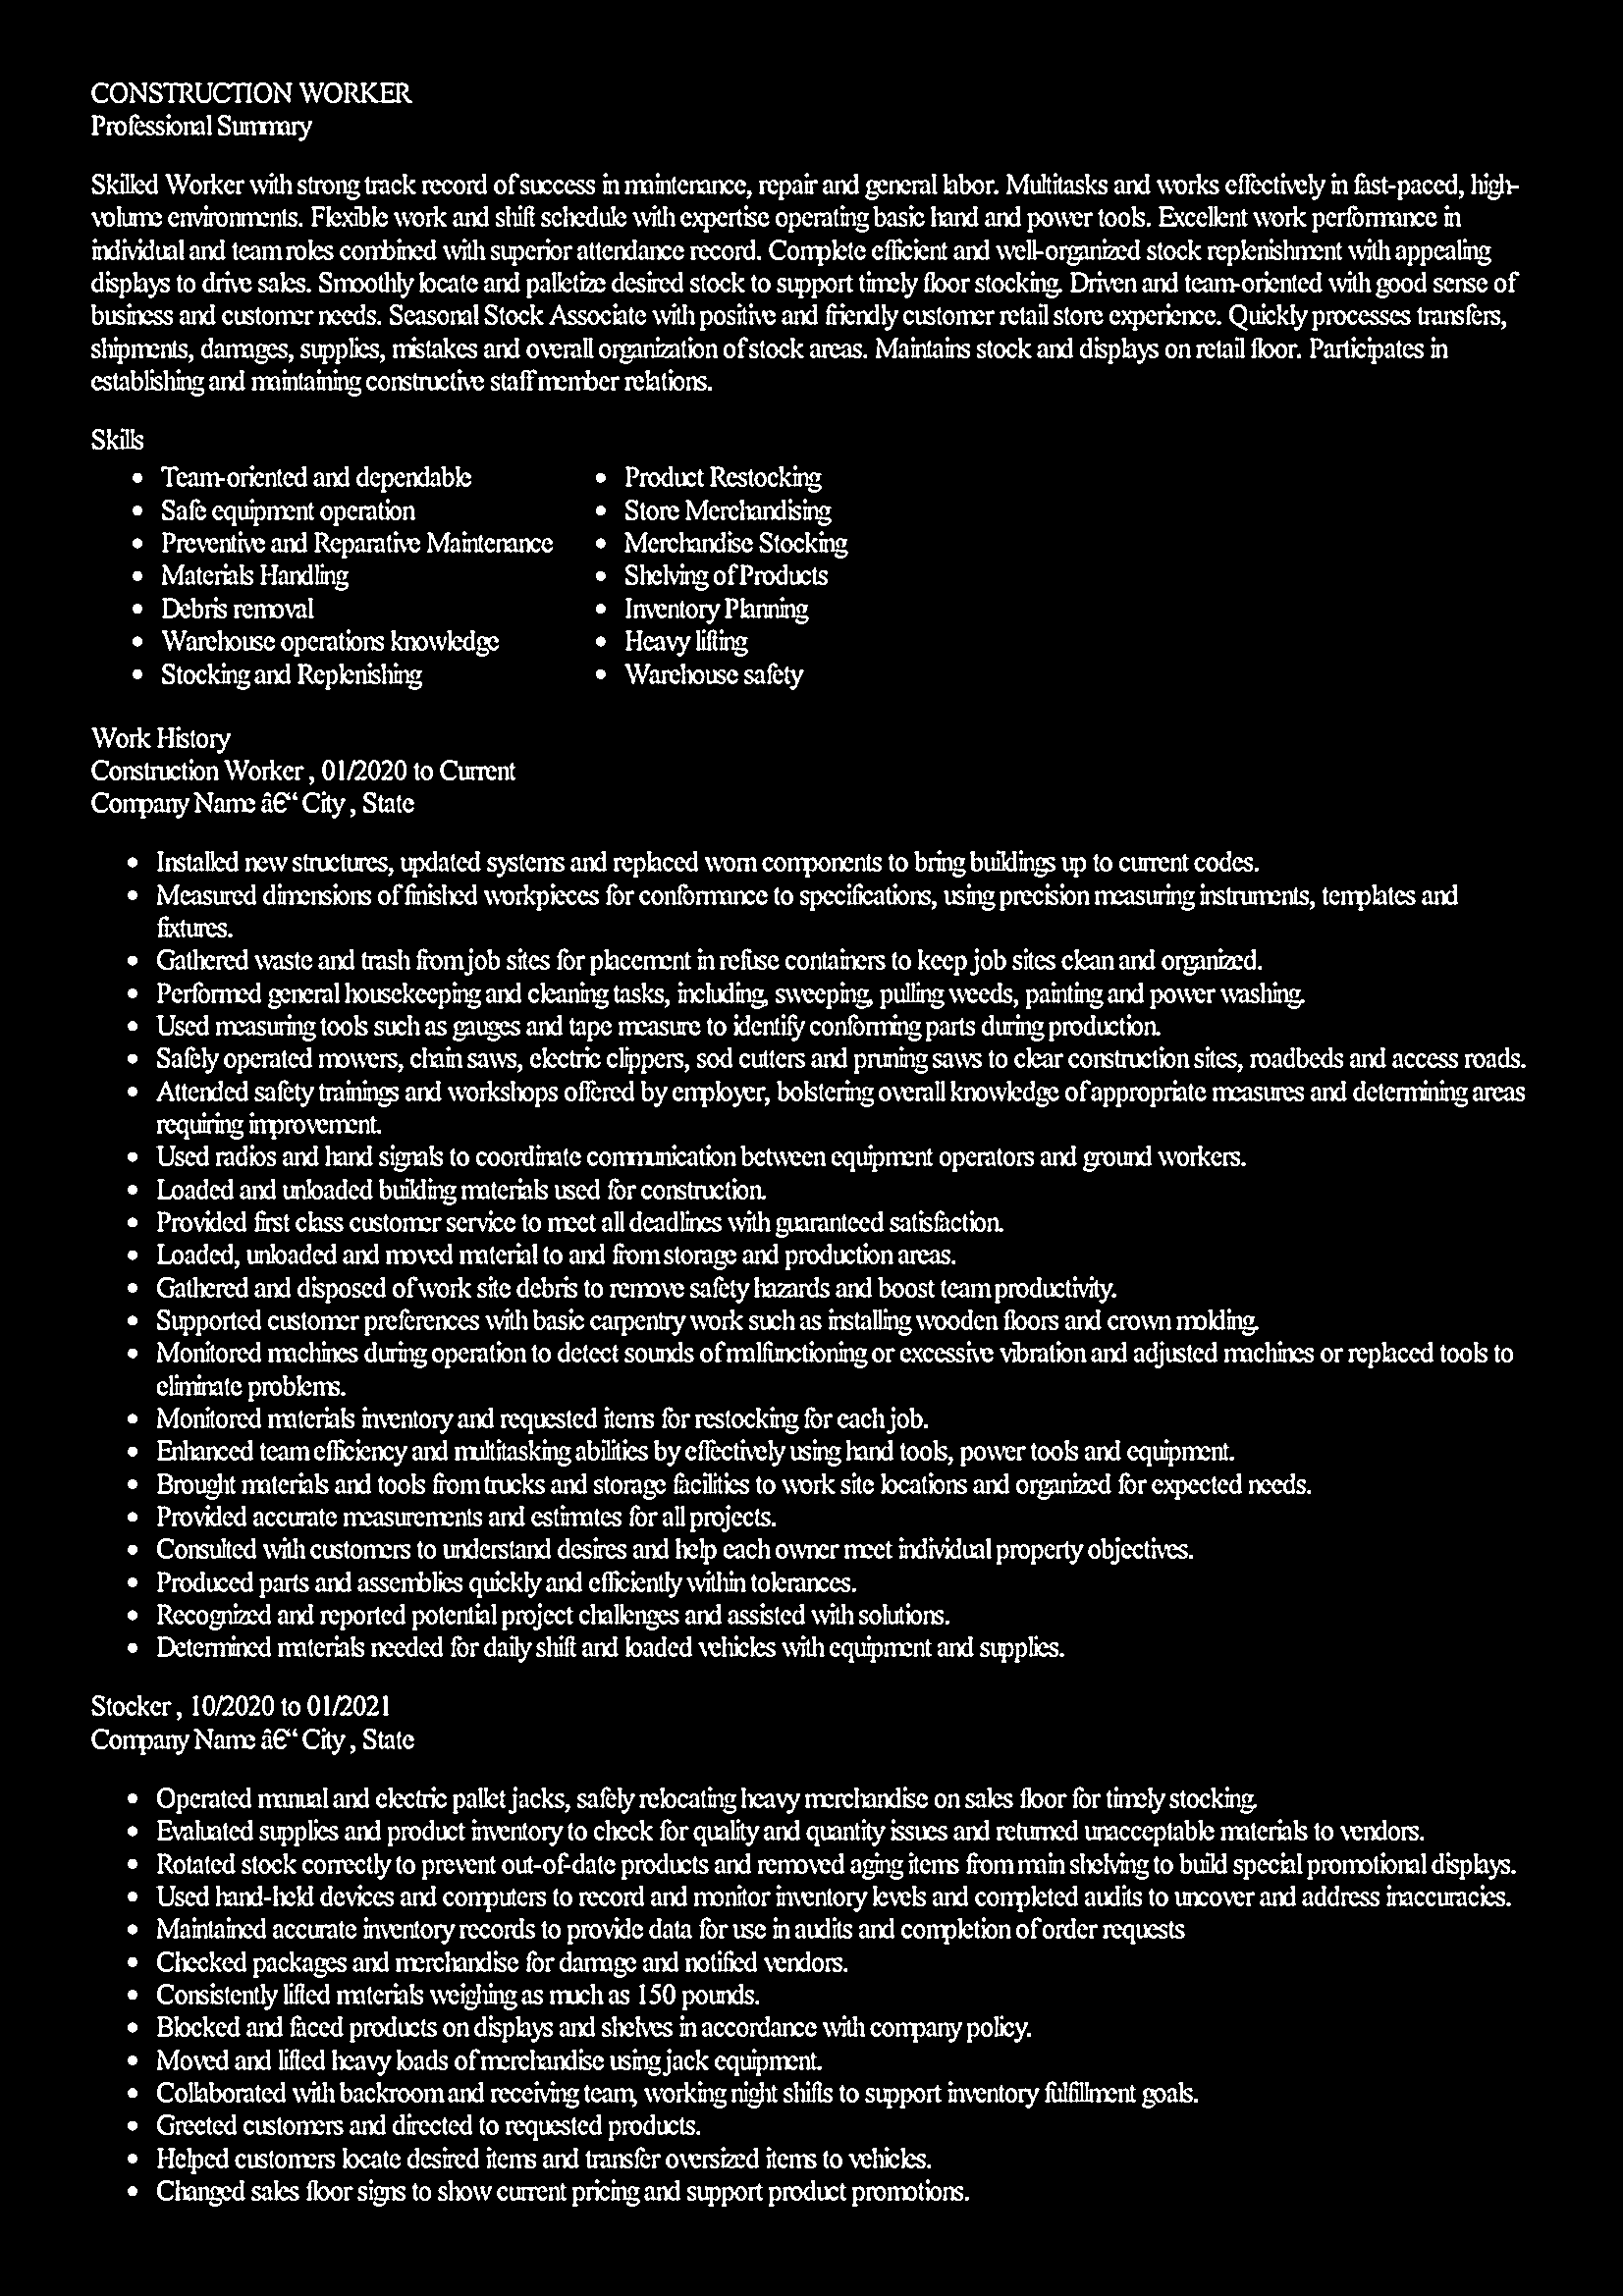 CONSTRUCTION WORKER
Professional Summary
Skilled Worker with strong track record of success in maintenance, repair and general labor. Multitasks and works effectively in fast-paced, high-
volume environments. Flexible work and shift schedule with expertise operating basic hand and power tools. Excellent work performance in
individual and team roles combined with superior attendance record. Complete efficient and well-organized stock replenishment with appealing
displays to drive sales. Smoothly locate and palletize desired stock to support timely floor stocking. Driven and team-oriented with good sense of
business and customer needs. Seasonal Stock Associate with positive and friendly customer retail store experience. Quickly processes transfers,
shipments, damages, supplies, mistakes and overall organization of stock areas. Maintains stock and displays on retail floor. Participates in
establishing and maintaining constructive staff member relations.
Skills
• Team-oriented and dependable
• Safe equipment operation
• Preventive and Reparative Maintenance
• Materials Handling
• Debris removal
• Warehouse operations knowledge
• Stocking and Replenishing
• Product Restocking
• Store Merchandising
• Merchandise Stocking
• Shelving of Products
• Inventory Planning
• Heavy lifting
• Warehouse safety
Work History
Construction Worker , 01/2020 to Current
Company Name â€“ City , State
• Installed new structures, updated systems and replaced worn components to bring buildings up to current codes.
• Measured dimensions of finished workpieces for conformance to specifications, using precision measuring instruments, templates and
fixtures.
• Gathered waste and trash from job sites for placement in refuse containers to keep job sites clean and organized.
• Performed general housekeeping and cleaning tasks, including, sweeping, pulling weeds, painting and power washing.
• Used measuring tools such as gauges and tape measure to identify conforming parts during production.
• Safely operated mowers, chain saws, electric clippers, sod cutters and pruning saws to clear construction sites, roadbeds and access roads.
• Attended safety trainings and workshops offered by employer, bolstering overall knowledge of appropriate measures and determining areas
requiring improvement.
• Used radios and hand signals to coordinate communication between equipment operators and ground workers.
• Loaded and unloaded building materials used for construction.
• Provided first class customer service to meet all deadlines with guaranteed satisfaction.
• Loaded, unloaded and moved material to and from storage and production areas.
• Gathered and disposed of work site debris to remove safety hazards and boost team productivity.
• Supported customer preferences with basic carpentry work such as installing wooden floors and crown molding.
• Monitored machines during operation to detect sounds of malfunctioning or excessive vibration and adjusted machines or replaced tools to
eliminate problems.
• Monitored materials inventory and requested items for restocking for each job.
• Enhanced team efficiency and multitasking abilities by effectively using hand tools, power tools and equipment.
• Brought materials and tools from trucks and storage facilities to work site locations and organized for expected needs.
• Provided accurate measurements and estimates for all projects.
• Consulted with customers to understand desires and help each owner meet individual property objectives.
• Produced parts and assemblies quickly and efficiently within tolerances.
• Recognized and reported potential project challenges and assisted with solutions.
• Determined materials needed for daily shift and loaded vehicles with equipment and supplies.
Stocker , 10/2020 to 01/2021
Company Name â€“ City , State
• Operated manual and electric pallet jacks, safely relocating heavy merchandise on sales floor for timely stocking.
• Evaluated supplies and product inventory to check for quality and quantity issues and returned unacceptable materials to vendors.
• Rotated stock correctly to prevent out-of-date products and removed aging items from main shelving to build special promotional displays.
• Used hand-held devices and computers to record and monitor inventory levels and completed audits to uncover and address inaccuracies.
• Maintained accurate inventory records to provide data for use in audits and completion of order requests
• Checked packages and merchandise for damage and notified vendors.
• Consistently lifted materials weighing as much as 150 pounds.
• Blocked and faced products on displays and shelves in accordance with company policy.
• Moved and lifted heavy loads of merchandise using jack equipment.
• Collaborated with backroom and receiving team, working night shifts to support inventory fulfillment goals.
• Greeted customers and directed to requested products.
• Helped customers locate desired items and transfer oversized items to vehicles.
• Changed sales floor signs to show current pricing and support product promotions.